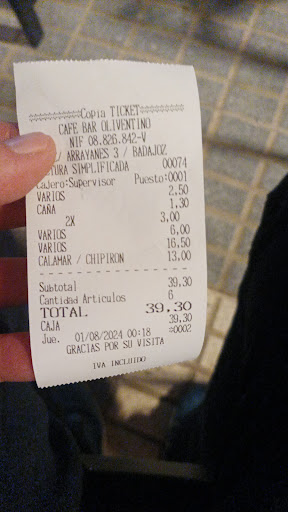 ==========Copia TICKET==========
CAFE BAR OLIVENTINO
NIF 08.826.842-V
/ ARRAYANES 3 / BADAJOZ
TURA SIMPLIFICADA 00074
Cajero:Supervisor Puesto:0001
VARIOS 2.50
CAÑA 1.30
2X 3,00
VARIOS 6,00
VARIOS 16.50
CALAMAR / CHIPIRON 13,00
Subtotal 39,30
Cantidad Articulos 6
TOTAL 39,30
CAJA 39,30
Jue. 01/08/2024 00:18 =0002
GRACIAS POR SU VISITA
IVA INCLUIDO